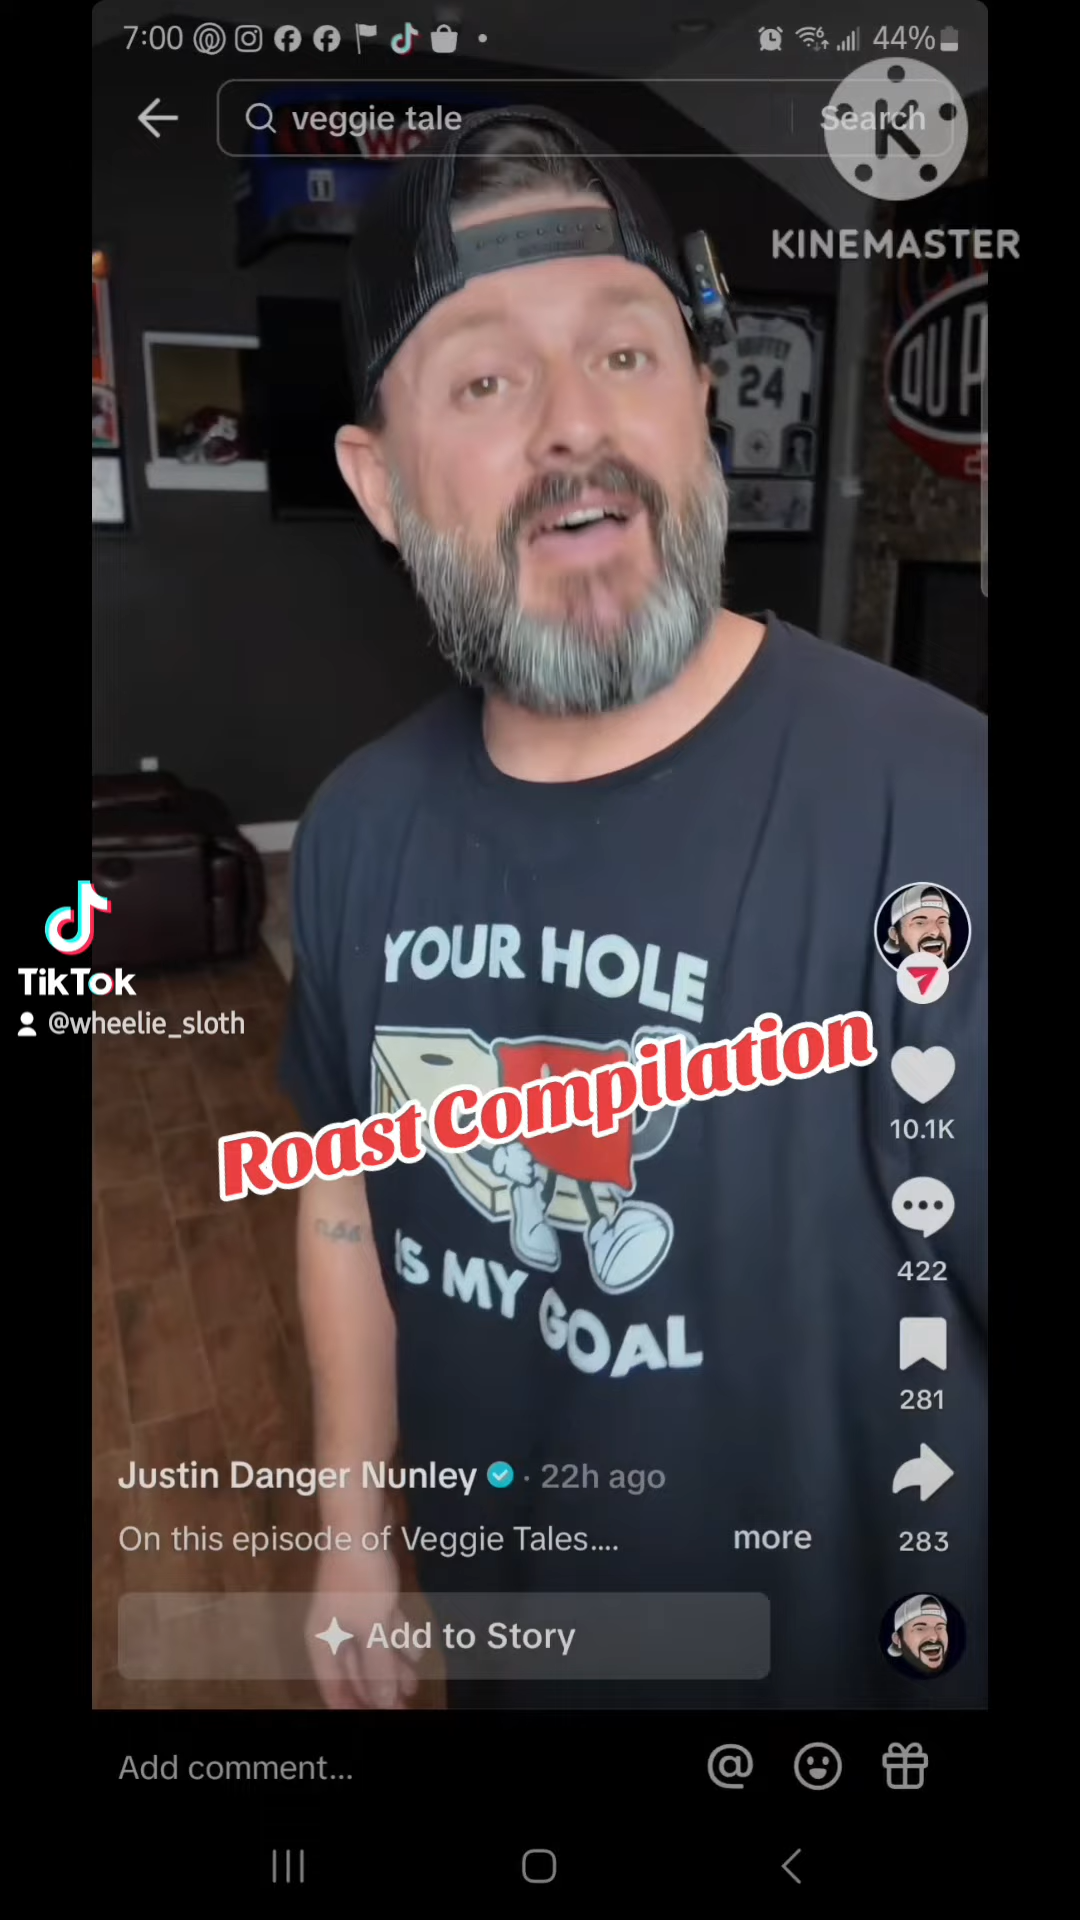 7:00
44%
veggie tale
Search
K
KINEMASTER
11
24
DU P
YOUR HOLE
TikTok
@wheelie_sloth
Roast Compilation
IS MY GOAL
10.1K
422
281
283
Justin Danger Nunley · 22h ago
On this episode of Veggie Tales.... more
Add to Story
Add comment...
@